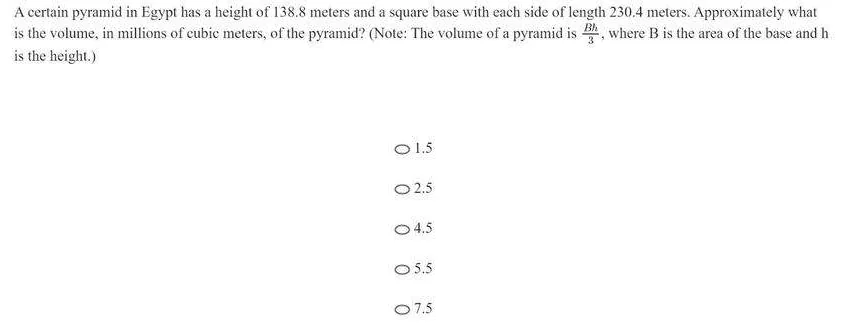 A certain pyramid in Egypt has a height of 138.8 meters and a square base with each side of length 230.4 meters. Approximately what
is the volume, in millions of cubic meters, of the pyramid? (Note: The volume of a pyramid is Bh/3, where B is the area of the base and h
is the height.)
1.5
2.5
4.5
5.5
7.5